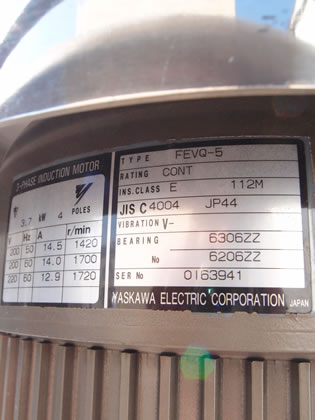 3-PHASE INDUCTION MOTOR
3.7 kW 4 POLES
V Hz A r/min
200 50 14.5 1420
200 60 14.0 1700
220 60 12.9 1720
TYPE FEVQ-5
RATING CONT
INS.CLASS E 112M
JIS C 4004 JP44
VIBRATION V-
BEARING 6306ZZ
No 6206ZZ
SER No 0163941
YASKAWA ELECTRIC CORPORATION JAPAN